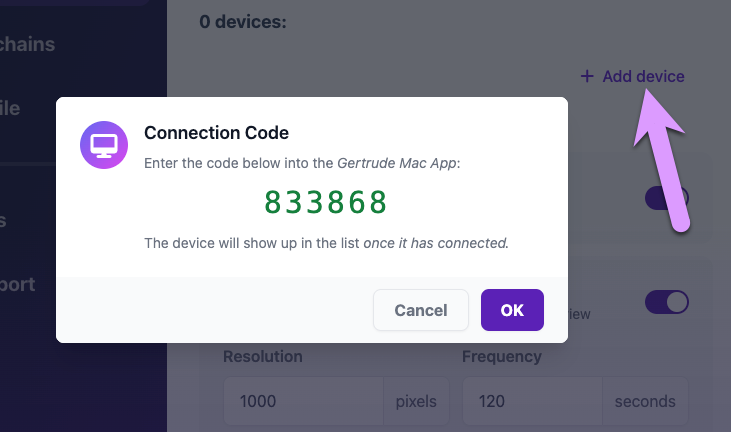 0 devices:
chains
+ Add device
ile
Connection Code
Enter the code below into the Gertrude Mac App:
833868
The device will show up in the list once it has connected.
s
port
Cancel
OK
iew
Resolution
Frequency
1000 pixels
120 seconds